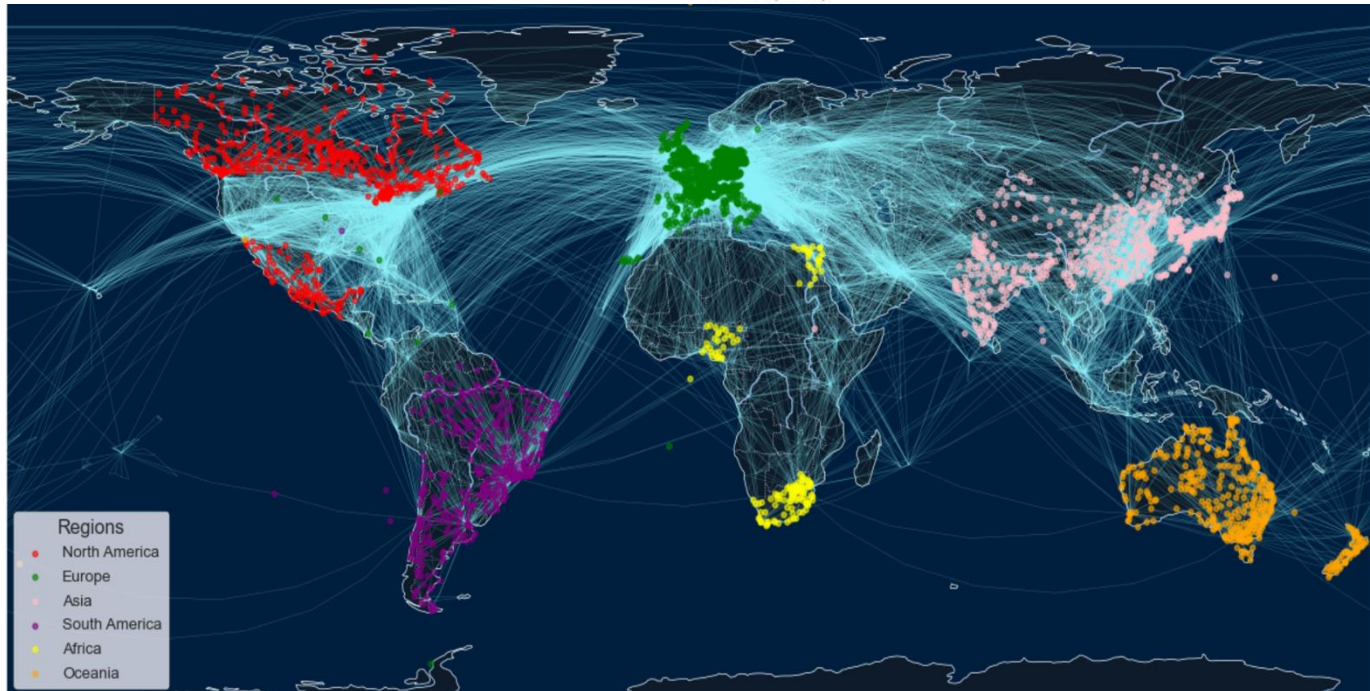 Regions
North America
Europe
Asia
South America
Africa
Oceania